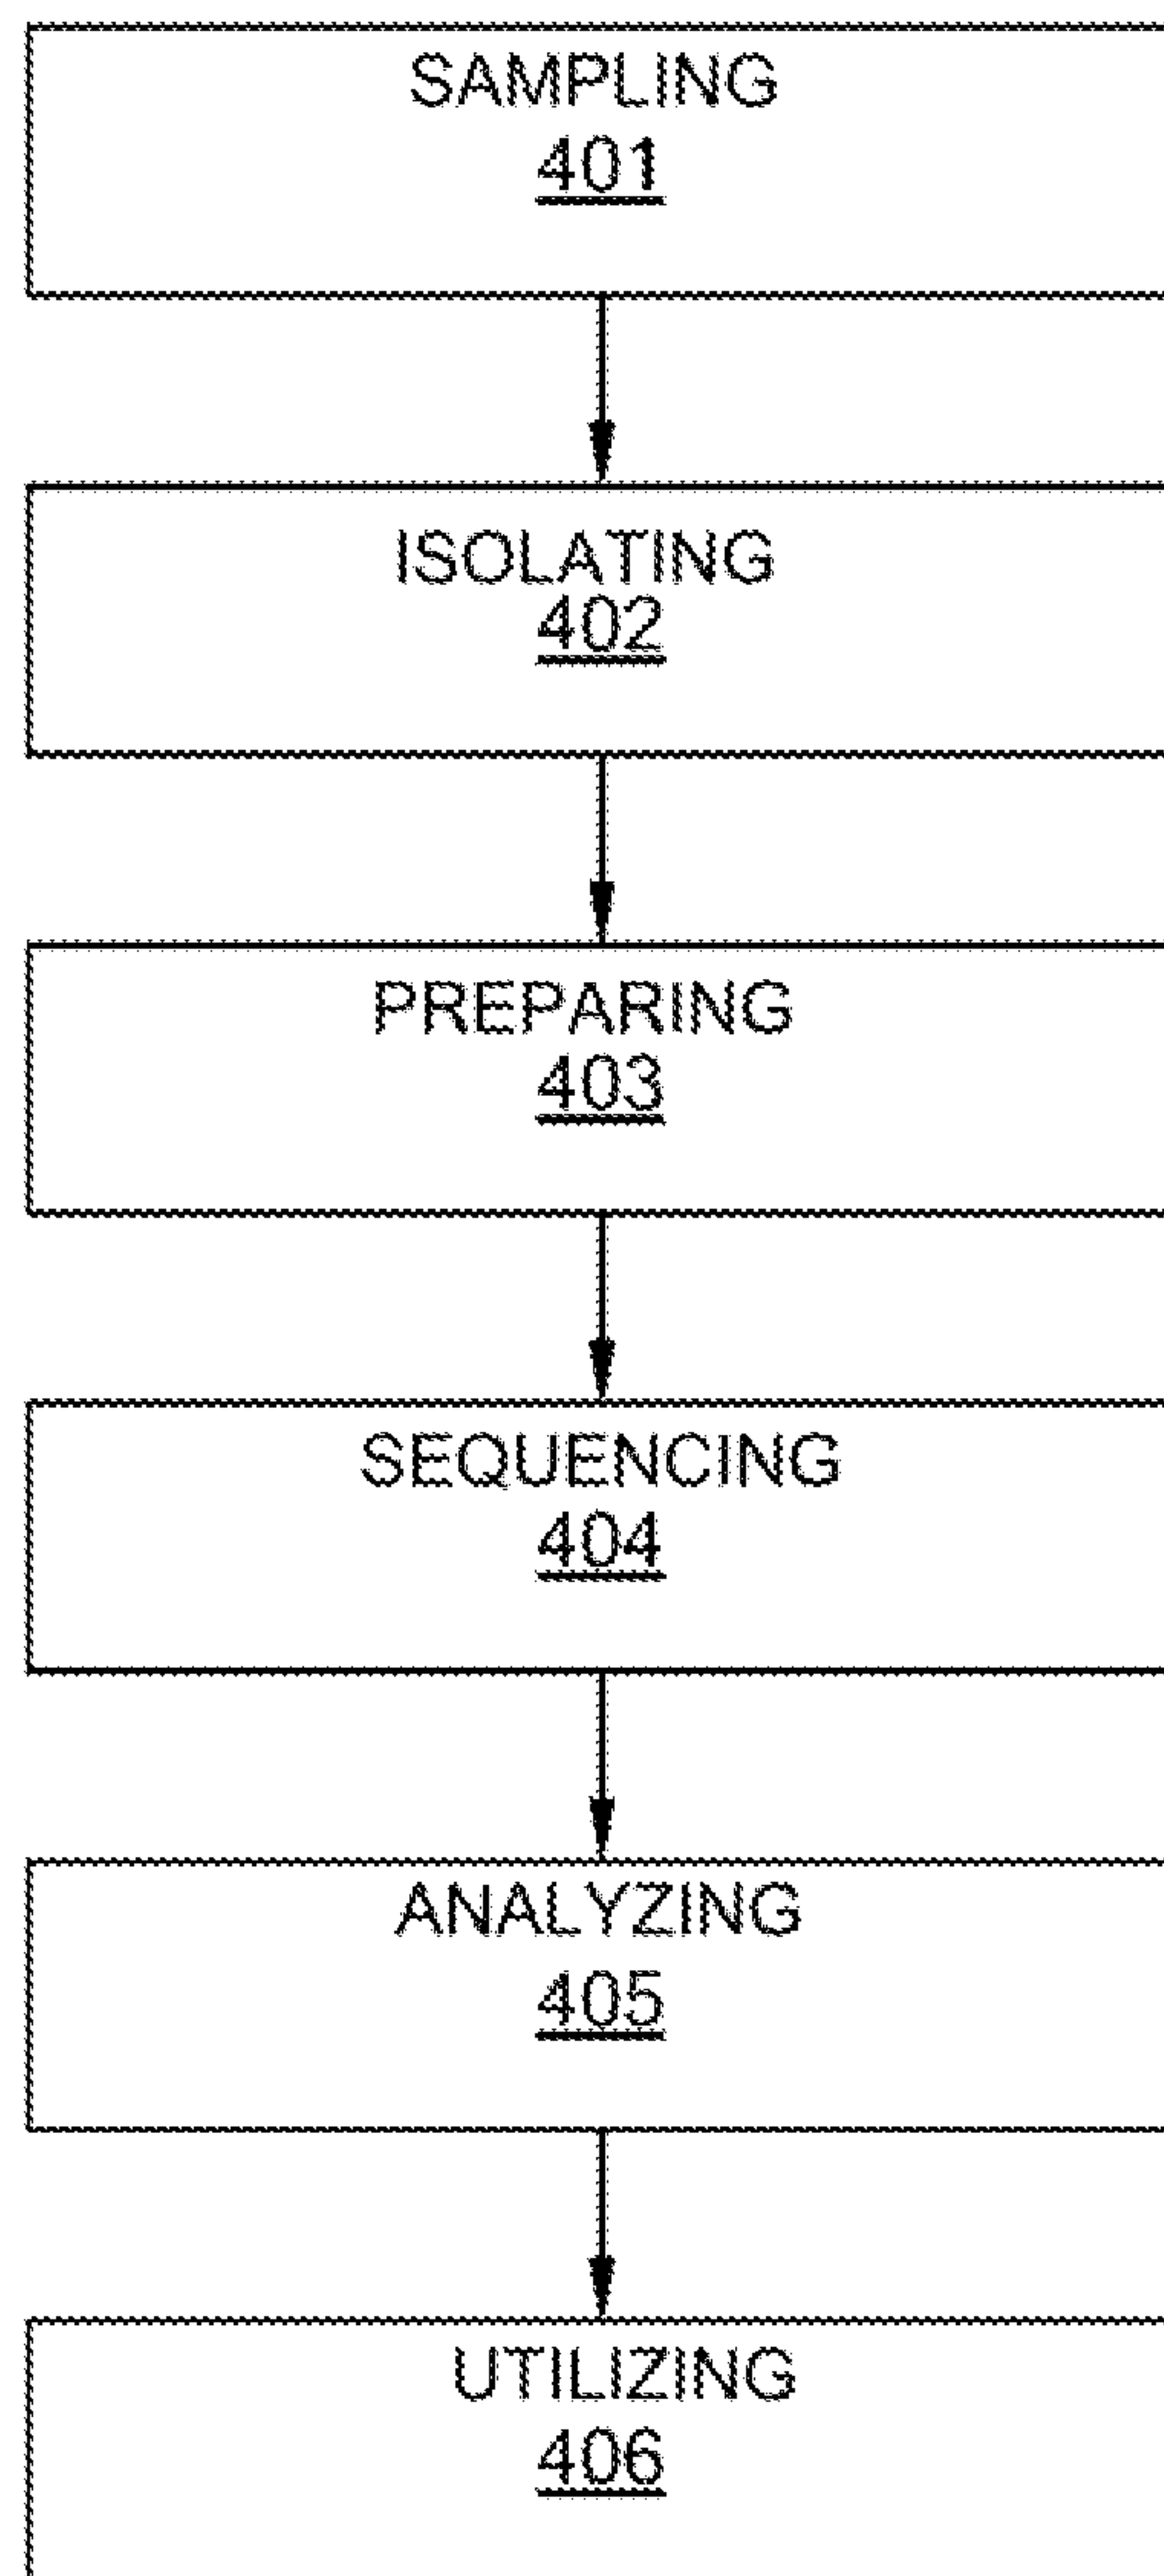 SAMPLING
401
ISOLATING
402
PREPARING
403
SEQUENCING
404
ANALYZING
405
UTILIZING
406